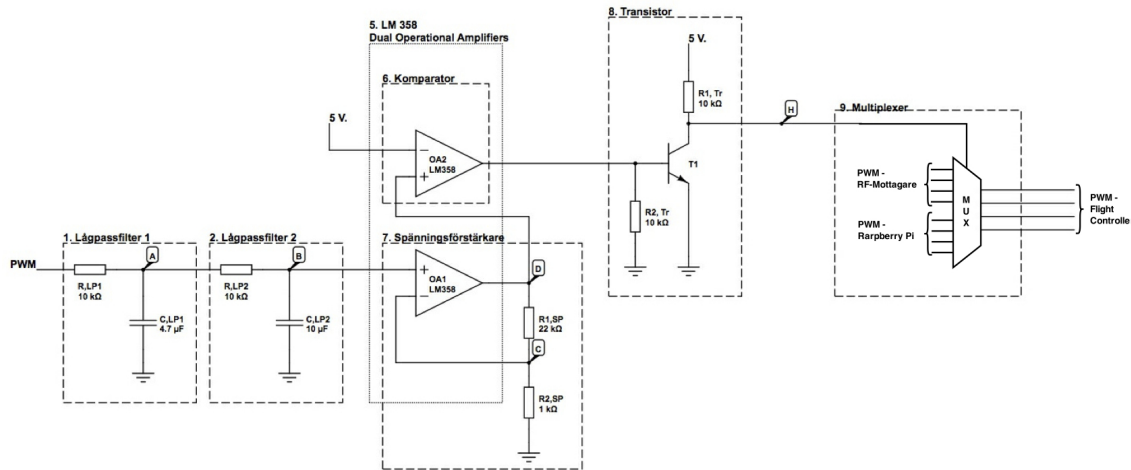 5. LM 358
Dual Operational Amplifiers
6. Komparator
5 V.
OA2
LM358
8. Transistor
5 V.
R1, Tr
10 kΩ
T1
R2, Tr
10 kΩ
H
9. Multiplexer
PWM -
RF-Mottagare
PWM -
Rarpberry Pi
M
U
X
PWM -
Flight
Controlle
1. Lågpassfilter 1
2. Lågpassfilter 2
7. Spänningsförstärkare
PWM
R,LP1
10 kΩ
A
C,LP1
4.7 µF
R,LP2
10kΩ
B
C,LP2
10 µF
OA1
LM358
D
R1,SP
22 kΩ
C
R2,SP
1 kΩ